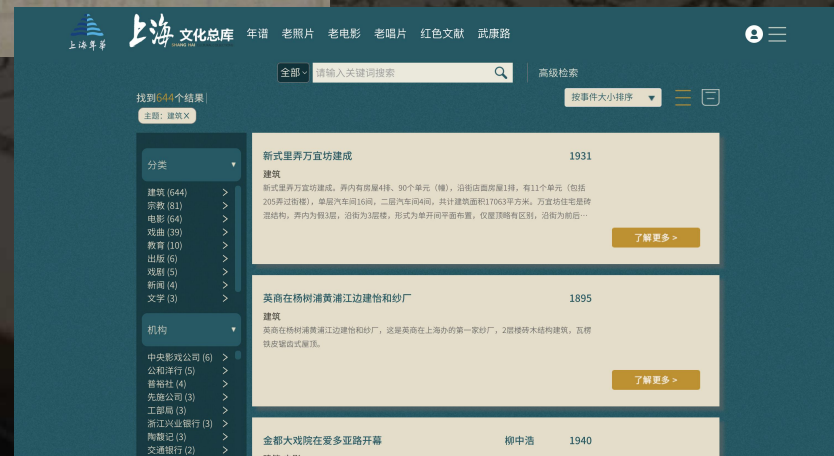 上海年华
上海 文化总库 年谱 老照片 老电影 老唱片 红色文献 武康路
SHANG HAI
全部 请输入关键词搜索 高级检索
找到644个结果
按事件大小排序
主题：建筑X
分类
建筑 (644)
宗教 (81)
电影 (64)
戏曲 (39)
教育 (10)
出版 (6)
戏剧 (5)
新闻 (4)
文学 (3)
机构
中央影戏公司 (6)
公和洋行 (5)
普裕社 (4)
先施公司 (3)
工部局 (3)
浙江兴业银行 (3)
陶馥记 (3)
交通银行 (2)
新式里弄万宜坊建成 1931
建筑
新式里弄万宜坊建成。弄内有房屋4排、90个单元（幢），沿街店面房屋1排，有11个单元（包括
205弄过街楼），单层汽车间16间，二层汽车间4间。共计建筑面积17063平方米。万宜坊住宅是砖
混结构，弄内为假3层，沿街为3层楼，形式为单开间平面布置，仅屋顶略有区别，沿街为前后…
了解更多 >
英商在杨树浦黄浦江边建怡和纱厂 1895
建筑
英商在杨树浦黄浦江边建怡和纱厂，这是英商在上海办的第一家纱厂，2层楼砖木结构建筑，瓦楞
铁皮锯齿式屋顶。
了解更多 >
金都大戏院在爱多亚路开幕 柳中浩 1940